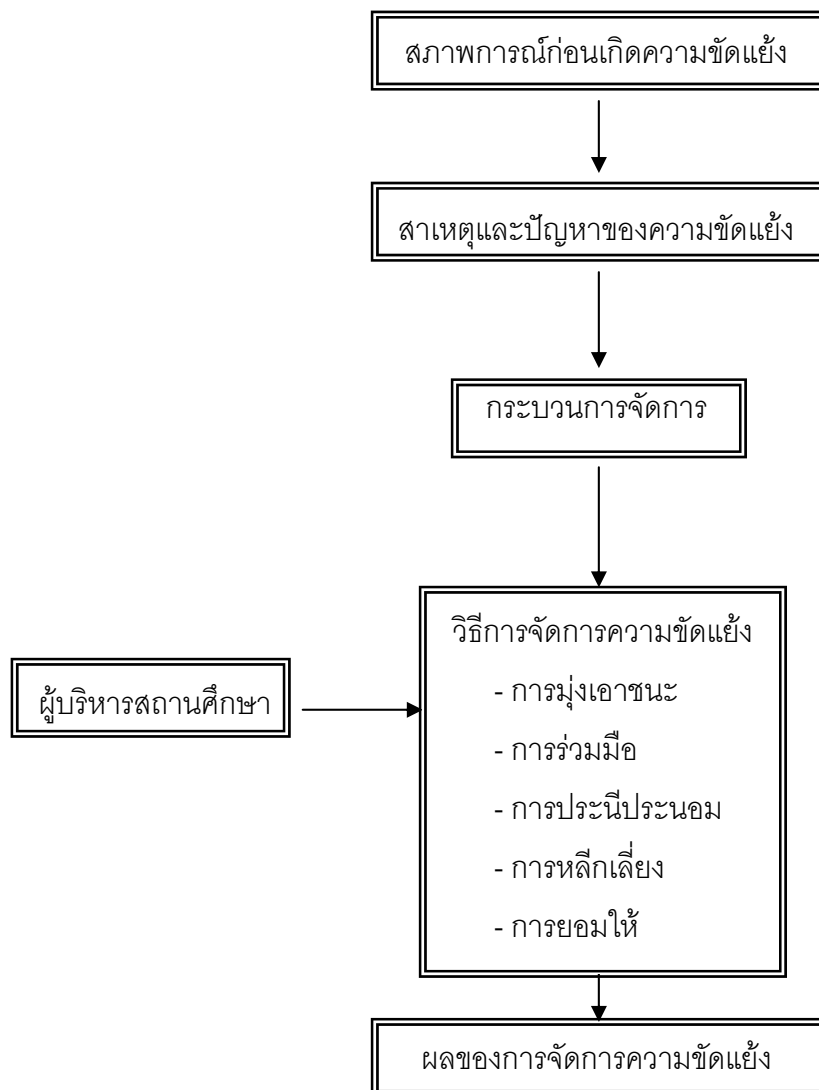 สภาพการณ์ก่อนเกิดความขัดแย้ง
สาเหตุและปัญหาของความขัดแย้ง
กระบวนการจัดการ
ผู้บริหารสถานศึกษา
วิธีการจัดการความขัดแย้ง
- การมุ่งเอาชนะ
- การร่วมมือ
- การประนีประนอม
- การหลีกเลี่ยง
- การยอมให้
ผลของการจัดการความขัดแย้ง